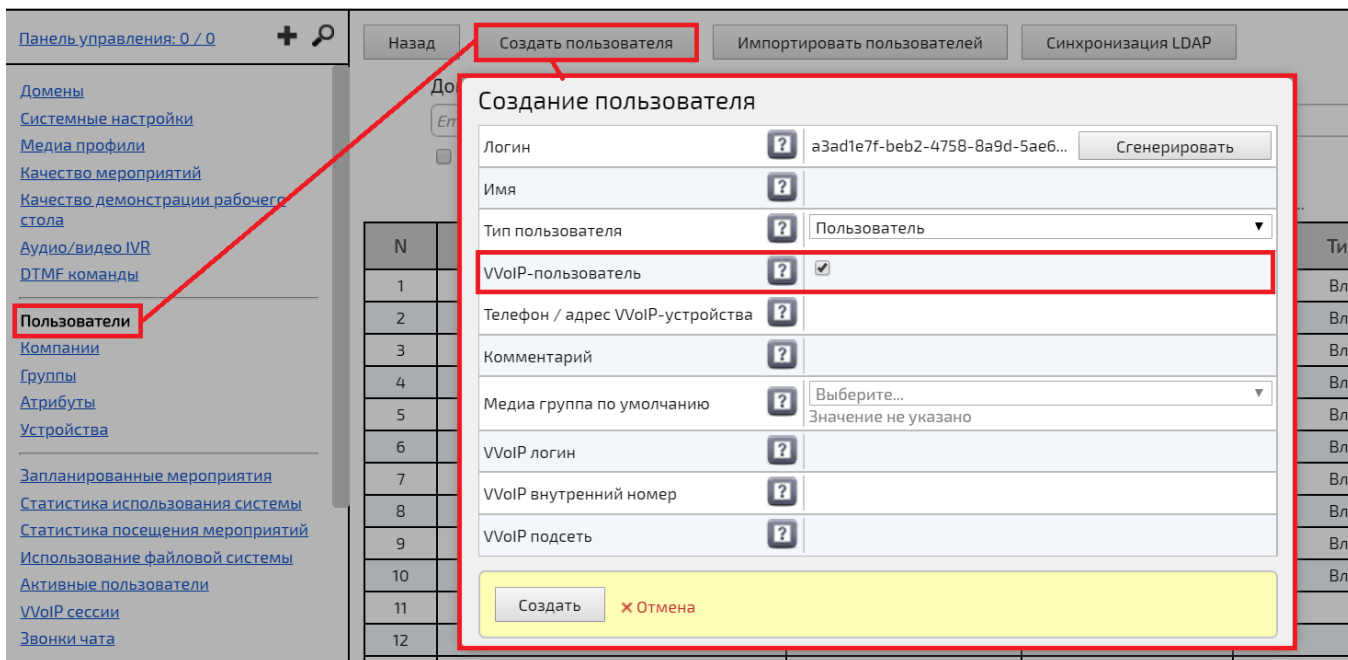 Панель управления: 0 / 0
Домены
Системные настройки
Медиа профили
Качество мероприятий
Качество демонстрации рабочего
стола
Аудио/видео IVR
DTMF команды
Пользователи
Компании
Группы
Атрибуты
Устройства
Запланированные мероприятия
Статистика использования системы
Статистика посещения мероприятий
Использование файловой системы
Активные пользователи
VVoIP сессии
Звонки чата
Назад Создать пользователя Импортировать пользователей Синхронизация LDAP
Создание пользователя
Логин ? a3ad1e7f-beb2-4758-8a9d-5ae6... Сгенерировать
Имя ?
Тип пользователя ? Пользователь
VVoIP-пользователь ?
Телефон / адрес VVoIP-устройства ?
Комментарий ?
Медиа группа по умолчанию ? Выберите...
Значение не указано
VVoIP логин ?
VVoIP внутренний номер ?
VVoIP подсеть ?
Создать Отмена
N
1
2
3
4
5
6
7
8
9
10
11
12